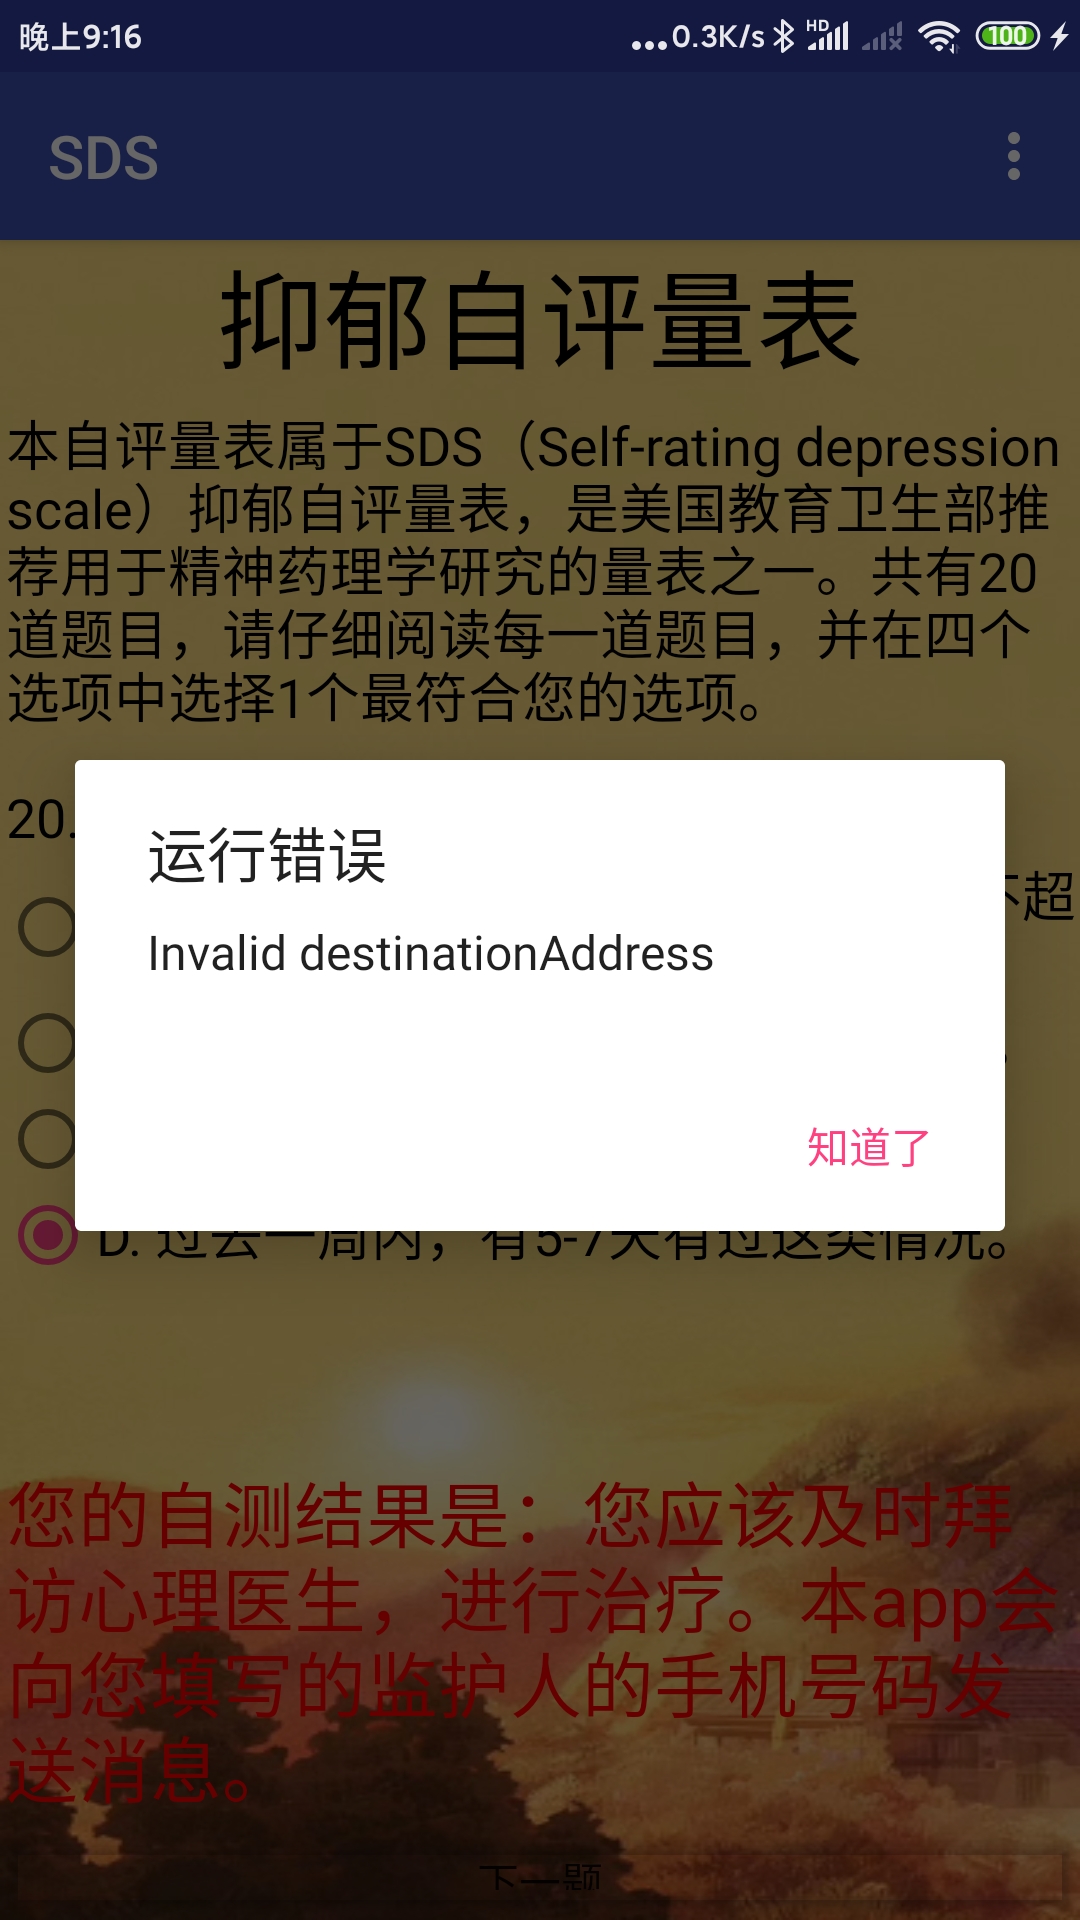 晚上9:16
...0.3K/s HD 100
SDS
抑郁自评量表
本自评量表属于SDS（Self-rating depression
scale）抑郁自评量表，是美国教育卫生部推
荐用于精神药理学研究的量表之一。共有20
道题目，请仔细阅读每一道题目，并在四个
选项中选择1个最符合您的选项。
20.
不超
运行错误
Invalid destinationAddress
知道了
D. 过去一周内，有5-7天有过这类情况。
您的自测结果是：您应该及时拜
访心理医生，进行治疗。本app会
向您填写的监护人的手机号码发
送消息。
下一题